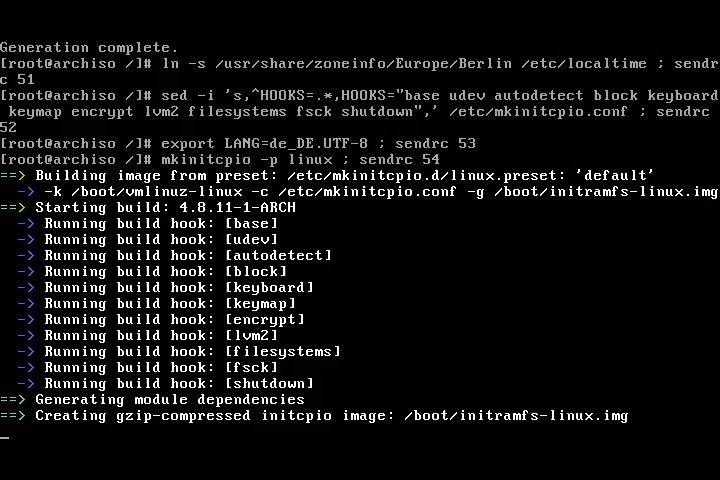 Generation complete.
[root@archiso /]# ln -s /usr/share/zoneinfo/Europe/Berlin /etc/localtime ; sendr
c 51
[root@archiso /]# sed -i 's,^HOOKS=.*,HOOKS="base udev autodetect block keyboard
 keymap encrypt lvm2 filesystems fsck shutdown",' /etc/mkinitcpio.conf ; sendrc
52
[root@archiso /]# export LANG=de_DE.UTF-8 ; sendrc 53
[root@archiso /]# mkinitcpio -p linux ; sendrc 54
==> Building image from preset: /etc/mkinitcpio.d/linux.preset: 'default'
  -> -k /boot/vmlinuz-linux -c /etc/mkinitcpio.conf -g /boot/initramfs-linux.img
==> Starting build: 4.8.11-1-ARCH
  -> Running build hook: [base]
  -> Running build hook: [udev]
  -> Running build hook: [autodetect]
  -> Running build hook: [block]
  -> Running build hook: [keyboard]
  -> Running build hook: [keymap]
  -> Running build hook: [encrypt]
  -> Running build hook: [lvm2]
  -> Running build hook: [filesystems]
  -> Running build hook: [fsck]
  -> Running build hook: [shutdown]
==> Generating module dependencies
==> Creating gzip-compressed initcpio image: /boot/initramfs-linux.img